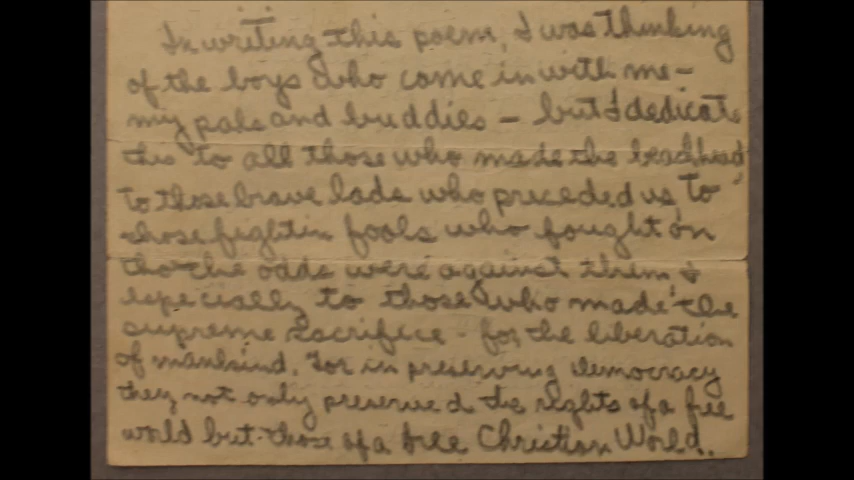 In writing this poem, I was thinking
of the boys who came in with me -
my pals and buddies - but I dedicate
this to all those who made the beachhead,
to those brave lads who preceded us, to
those fightin fools who fought on
tho the odds were against them, &
especially to those who made the
supreme sacrifice - for the liberation
of mankind. For in preserving democracy
they not only preserved the rights of a free
world but those of a free Christian World.